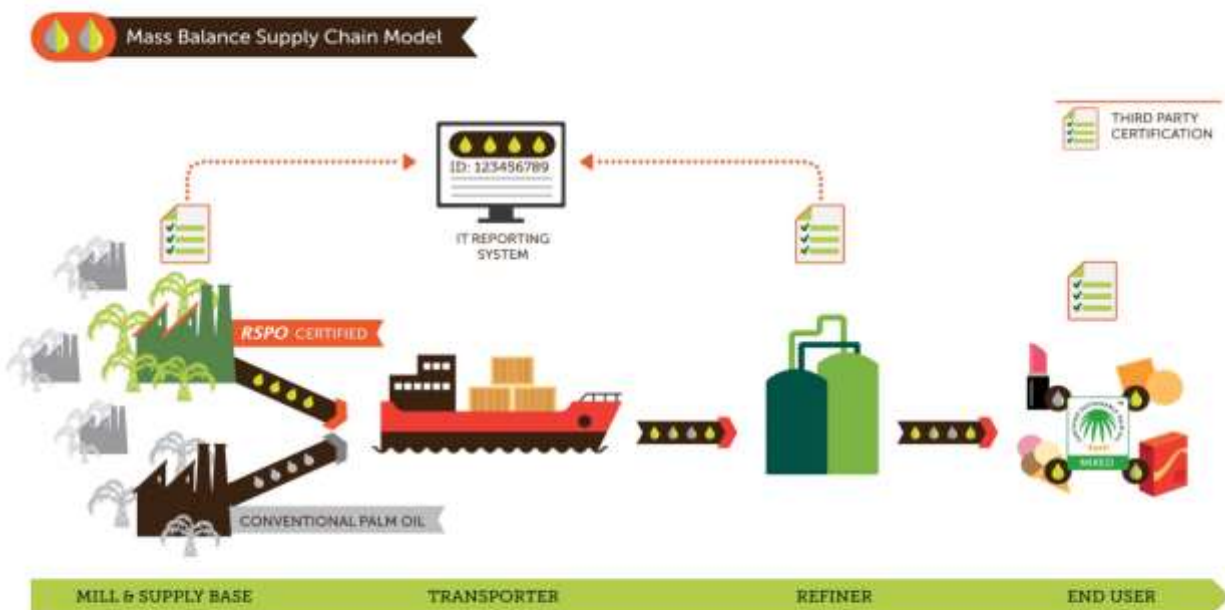 Mass Balance Supply Chain Model
THIRD PARTY
CERTIFICATION
ID: 123456789
IT REPORTING
SYSTEM
RSPO CERTIFIED
CONVENTIONAL PALM OIL
MIXED
MILL & SUPPLY BASE
TRANSPORTER
REFINER
END USER